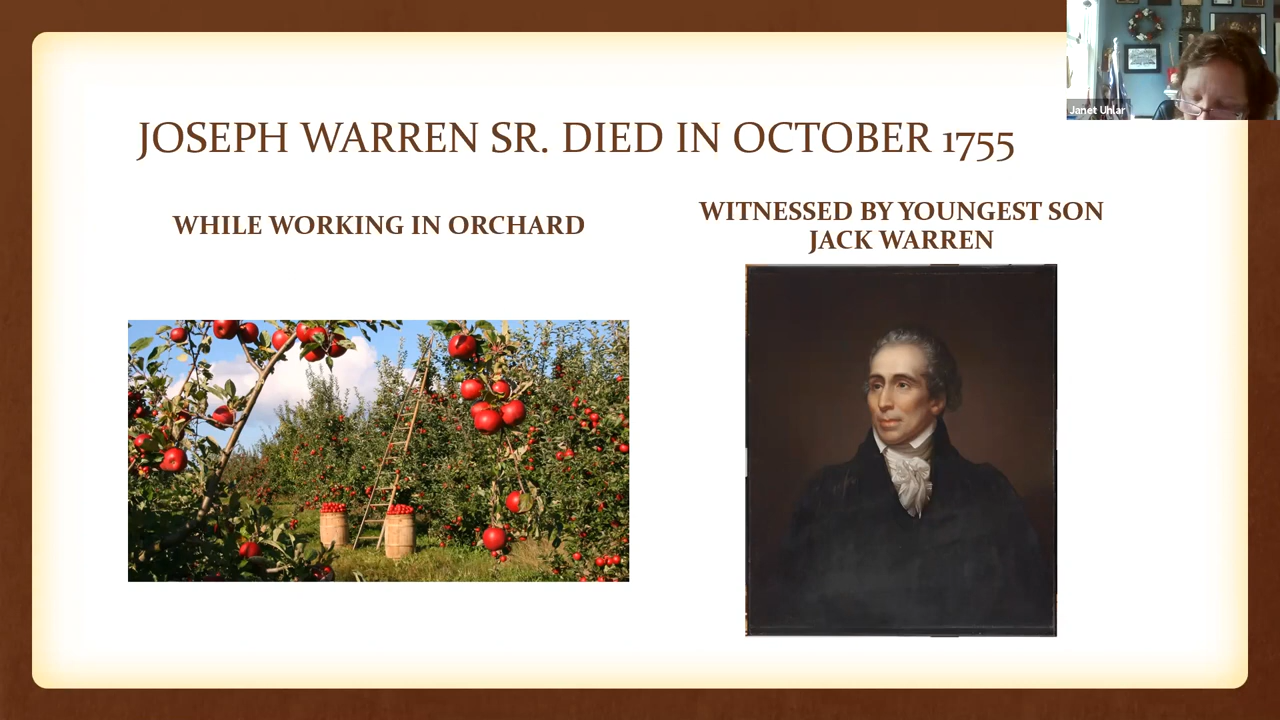 Janet Uhlar
JOSEPH WARREN SR. DIED IN OCTOBER 1755
WHILE WORKING IN ORCHARD
WITNESSED BY YOUNGEST SON
JACK WARREN